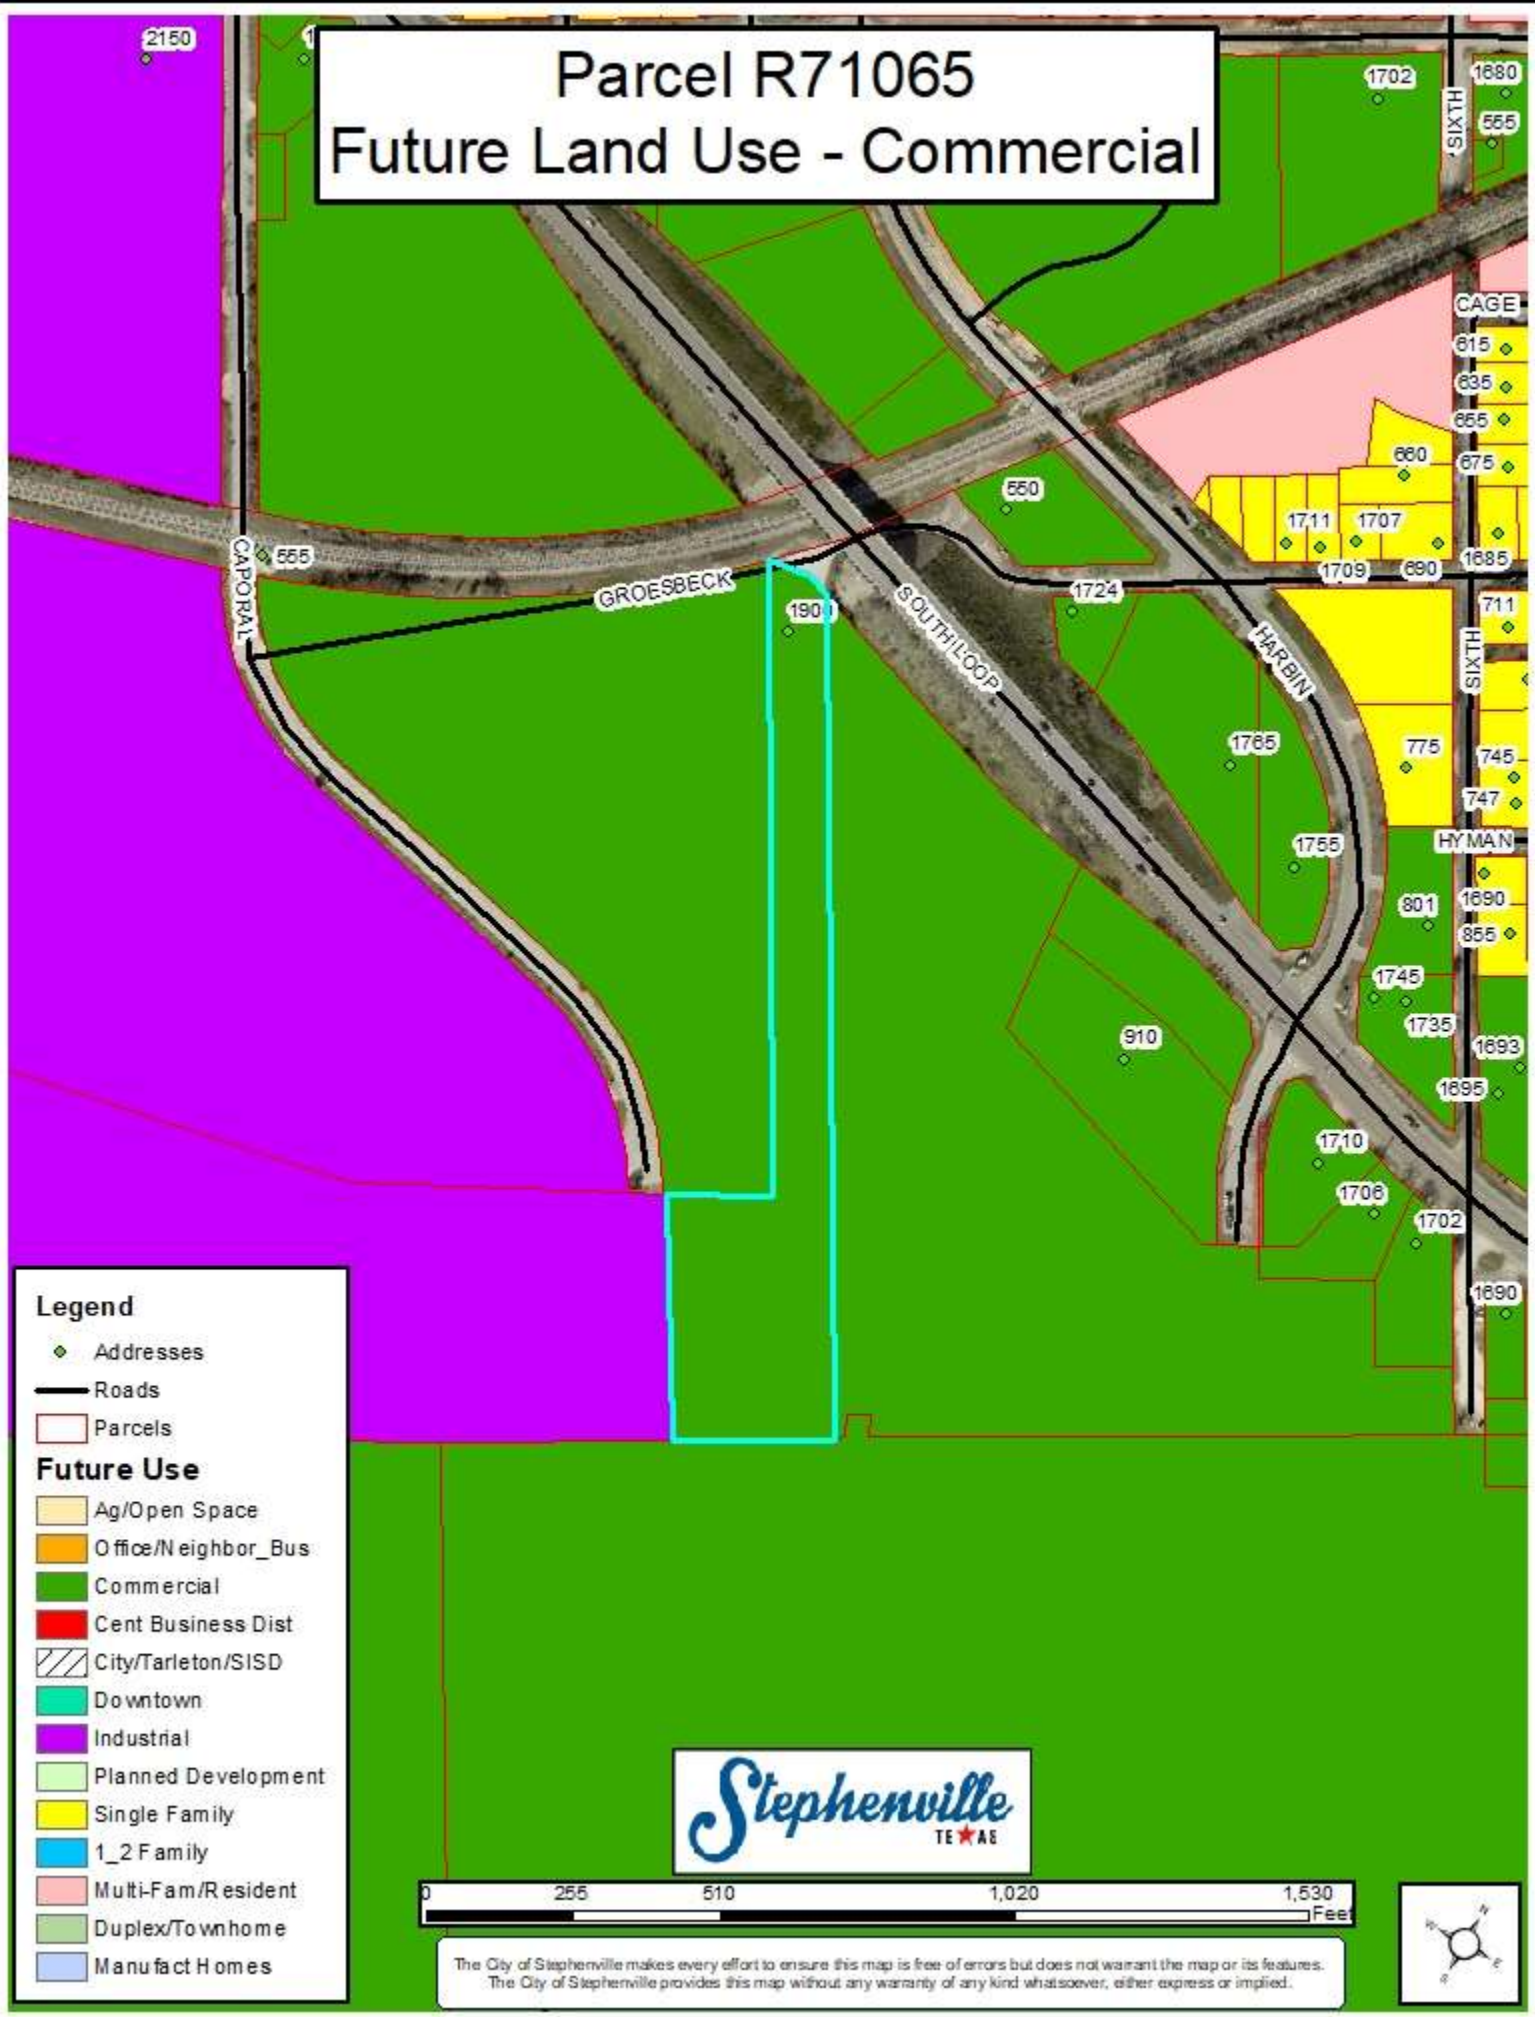 Parcel R71065
Future Land Use - Commercial
2150
1
1702
1680
SIXTH
555
CAGE
615
635
655
660
675
550
1711
1707
1709
690
1685
555
CAPORAL
GROESBECK
1900
SOUTH LOOP
1724
HARBIN
711
SIXTH
1765
775
745
747
HYMAN
1755
801
1690
855
1745
1735
910
1693
1695
1710
1706
1702
1690
Legend
Addresses
Roads
Parcels
Future Use
Ag/Open Space
Office/Neighbor_Bus
Commercial
Cent Business Dist
City/Tarleton/SISD
Downtown
Industrial
Planned Development
Single Family
1_2 Family
Multi-Fam/Resident
Duplex/Townhome
Manufact Homes
Stephenville
TEXAS
0 255 510 1,020 1,530
Feet
N
W
E
S
The City of Stephenville makes every effort to ensure this map is free of errors but does not warrant the map or its features.
The City of Stephenville provides this map without any warranty of any kind whatsoever, either express or implied.